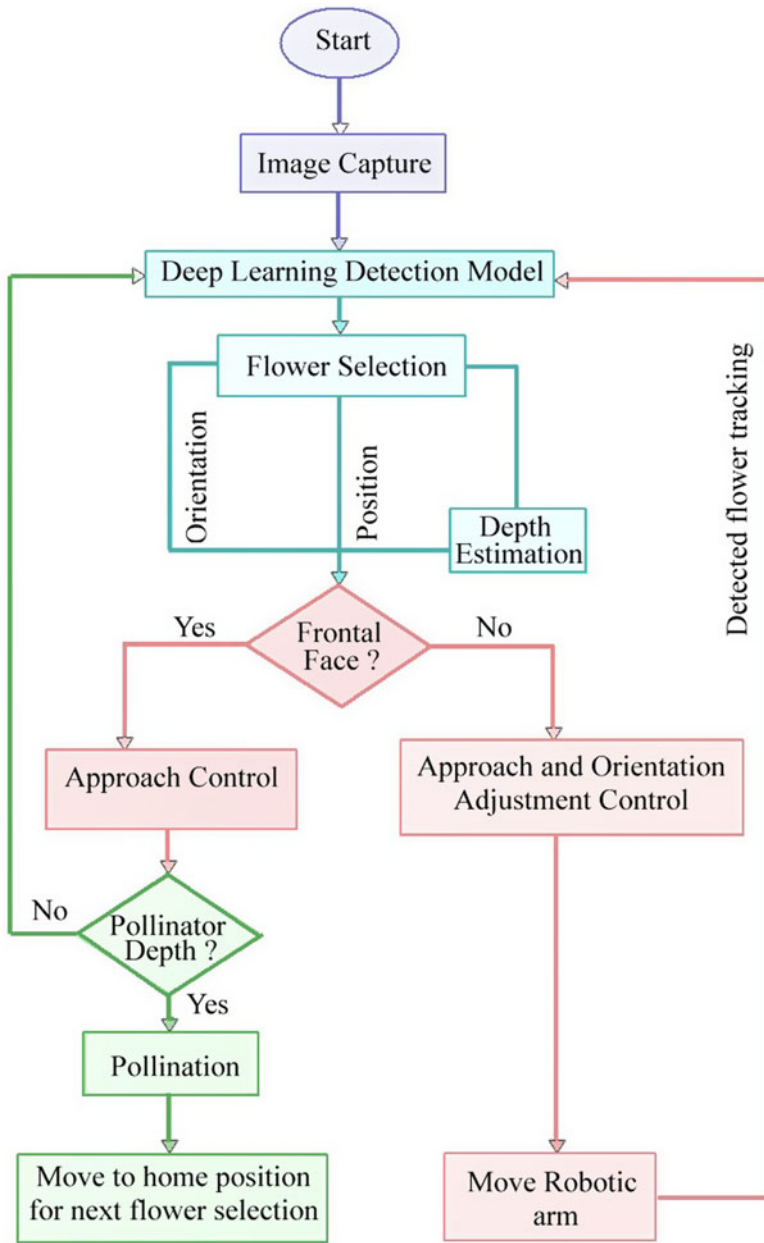 Start
Image Capture
Deep Learning Detection Model
Flower Selection
Orientation
Position
Depth
Estimation
Detected flower tracking
Yes
Frontal
Face ?
No
Approach Control
Approach and Orientation
Adjustment Control
No
Pollinator
Depth ?
Yes
Pollination
Move to home position
for next flower selection
Move Robotic
arm